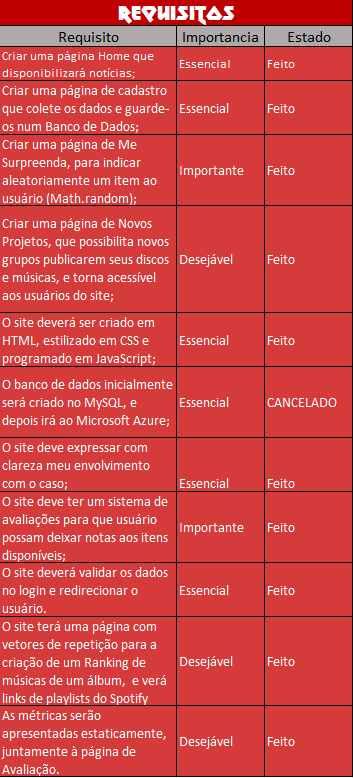 REQUISITOS
Requisito Importancia Estado
Criar uma página Home que
disponibilizará notícias; Essencial Feito
Criar uma página de cadastro
que colete os dados e guarde-
os num Banco de Dados; Essencial Feito
Criar uma página de Me
Surpreenda, para indicar
aleatoriamente um item ao
usuário (Math.random); Importante Feito
Criar uma página de Novos
Projetos, que possibilita novos
grupos publicarem seus discos
e músicas, e torna acessível
aos usuários do site; Desejável Feito
O site deverá ser criado em
HTML, estilizado em CSS e
programado em JavaScript; Essencial Feito
O banco de dados inicialmente
será criado no MySQL, e
depois irá ao Microsoft Azure; Essencial CANCELADO
O site deve expressar com
clareza meu envolvimento
com o caso; Essencial Feito
O site deve ter um sistema de
avaliações para que usuário
possam deixar notas aos itens
disponíveis; Importante Feito
O site deverá validar os dados
no login e redirecionar o
usuário. Essencial Feito
O site terá uma página com
vetores de repetição para a
criação de um Ranking de
músicas de um álbum, e verá
links de playlists do Spotify Desejável Feito
As métricas serão
apresentadas estaticamente,
juntamente à página de
Avaliação. Desejável Feito